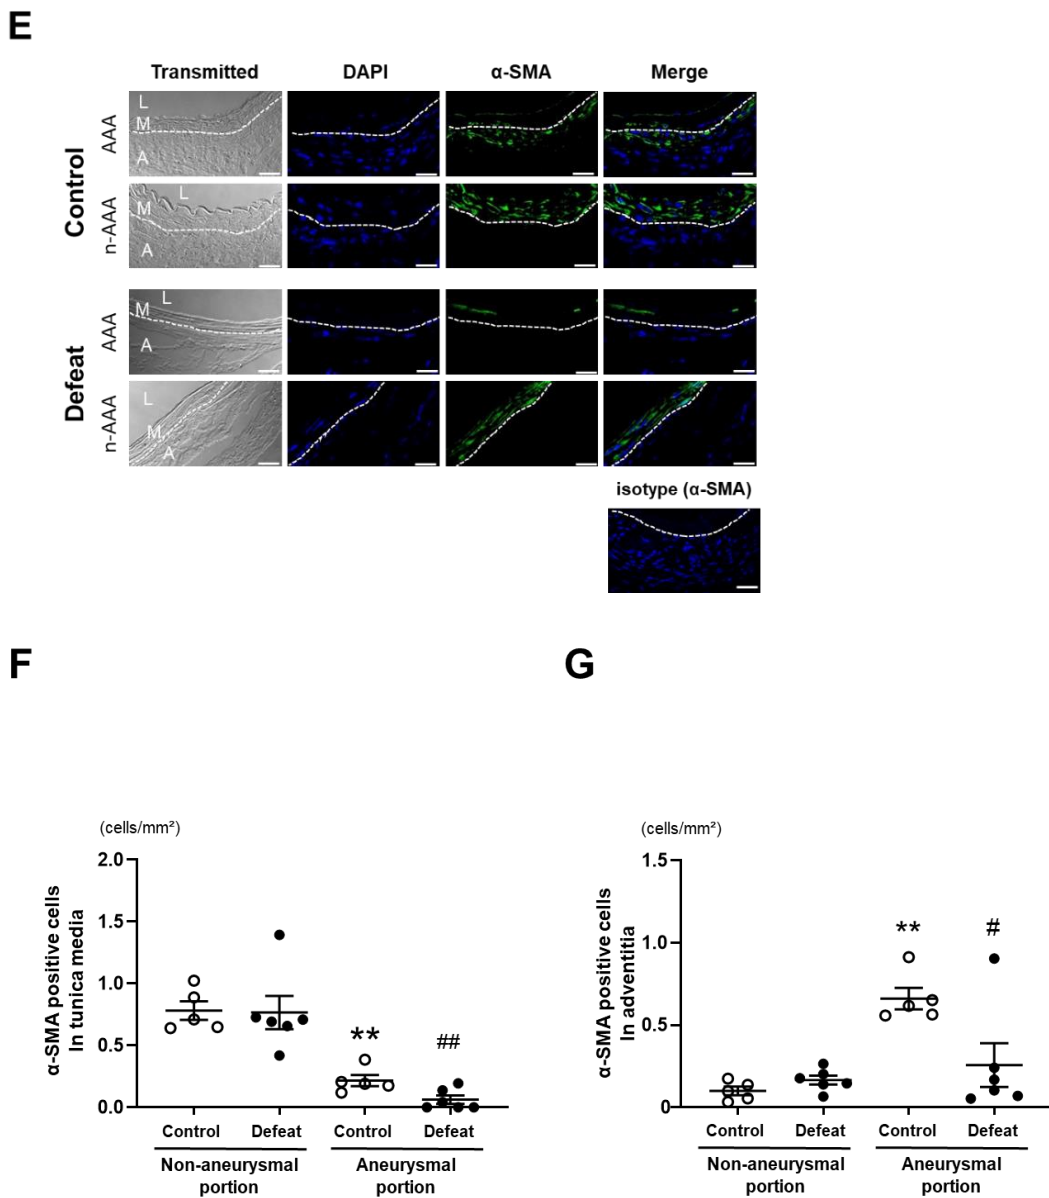 E
Transmitted DAPI α-SMA Merge
Control
AAA
L
M
A
n-AAA
L
M
A
Defeat
AAA
L
M
A
n-AAA
L
M
A
isotype (α-SMA)
F
(cells/mm²)
α-SMA positive cells
In tunica media
2.0
1.5
1.0
0.5
0.0
**
##
Control Defeat Control Defeat
Non-aneurysmal portion
Aneurysmal portion
G
(cells/mm²)
α-SMA positive cells
In adventitia
1.5
1.0
0.5
0
**
#
Control Defeat Control Defeat
Non-aneurysmal portion
Aneurysmal portion